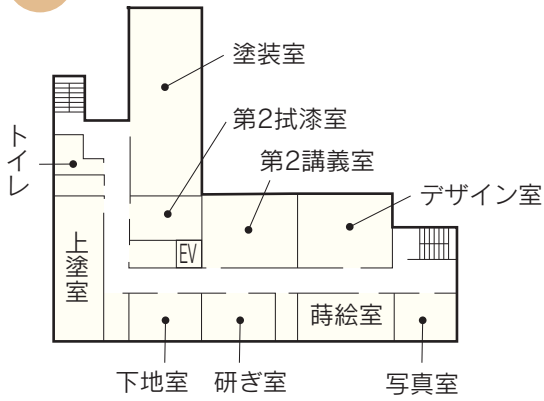 塗装室
第2拭漆室
第2講義室
デザイン室
トイレ
上塗室
EV
蒔絵室
下地室
研ぎ室
写真室